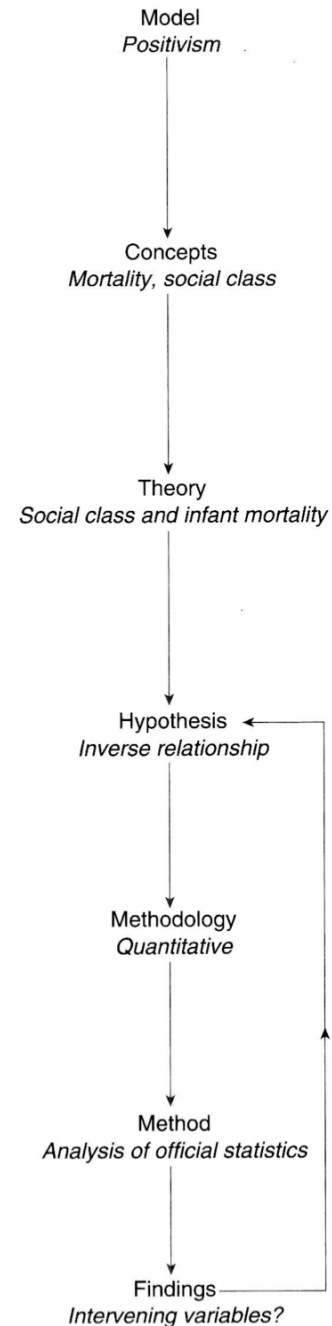 Model
Positivism
Concepts
Mortality, social class
Theory
Social class and infant mortality
Hypothesis
Inverse relationship
Methodology
Quantitative
Method
Analysis of official statistics
Findings
Intervening variables?